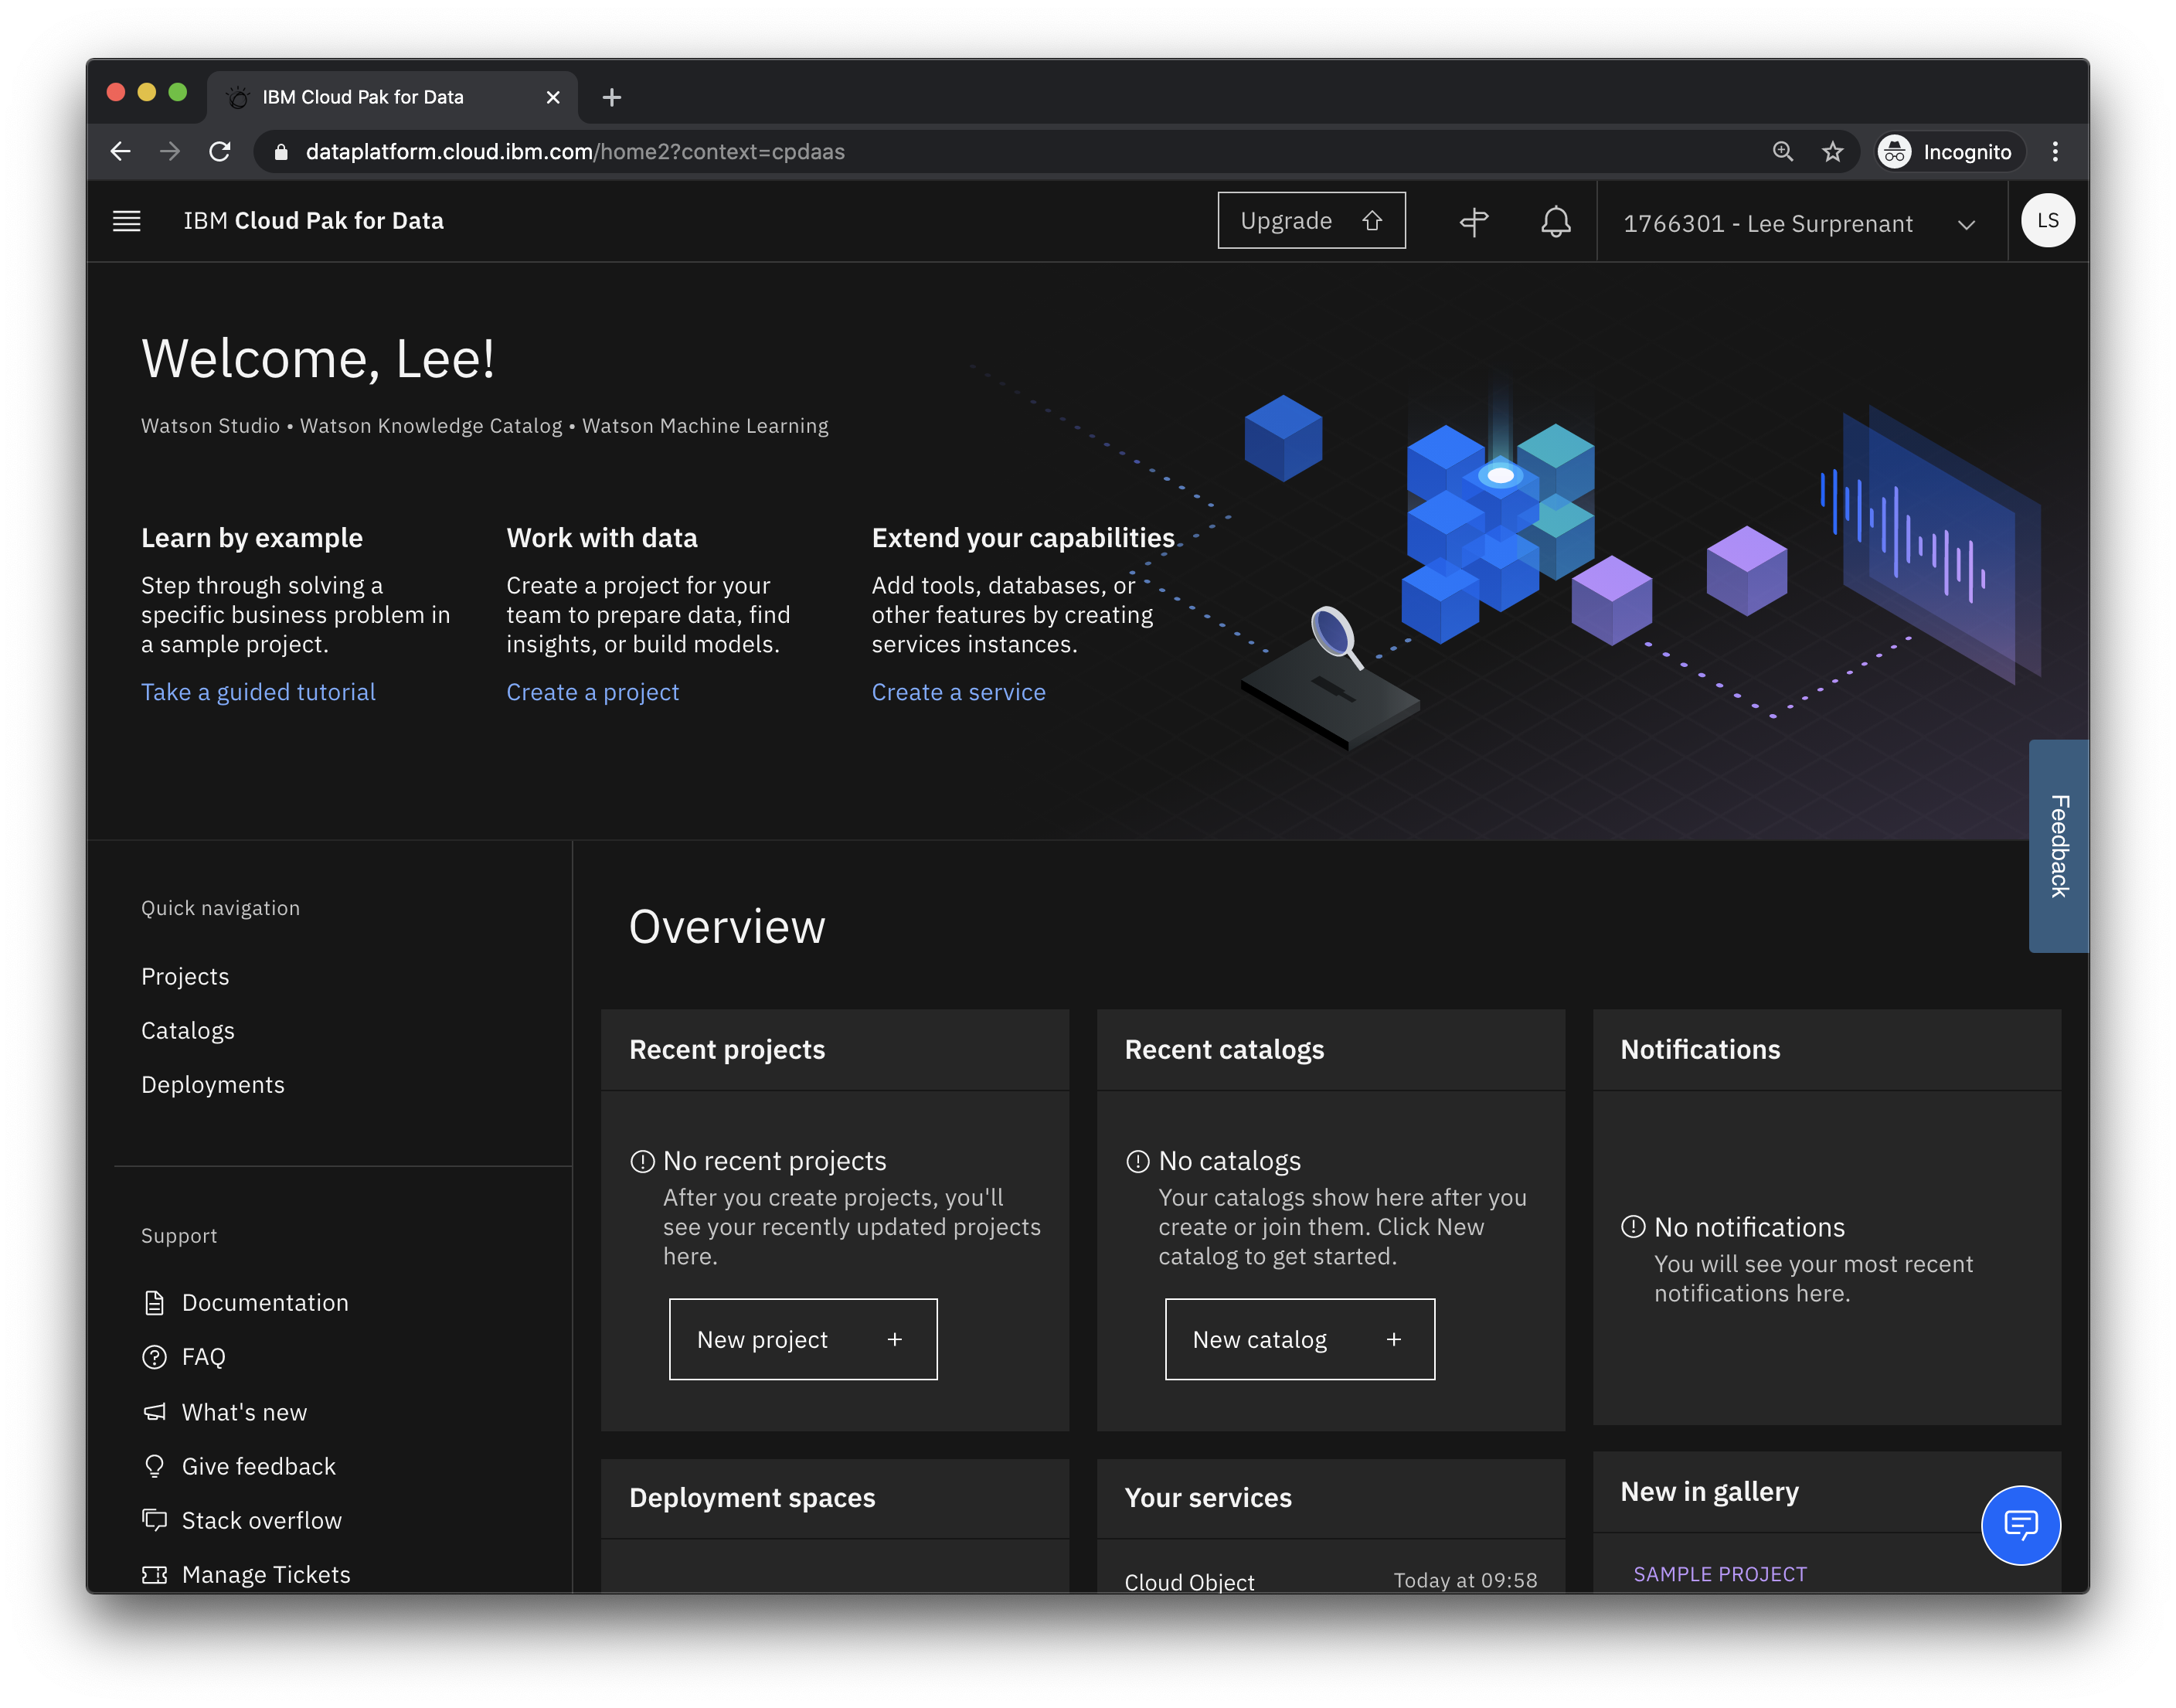 IBM Cloud Pak for Data
dataplatform.cloud.ibm.com/home2?context=cpdaas
Incognito
IBM Cloud Pak for Data
Upgrade
1766301 - Lee Surprenant
LS
Welcome, Lee!
Watson Studio • Watson Knowledge Catalog • Watson Machine Learning
Learn by example
Step through solving a
specific business problem in
a sample project.
Take a guided tutorial
Work with data
Create a project for your
team to prepare data, find
insights, or build models.
Create a project
Extend your capabilities
Add tools, databases, or
other features by creating
services instances.
Create a service
Feedback
Quick navigation
Projects
Catalogs
Deployments
Support
Documentation
FAQ
What's new
Give feedback
Stack overflow
Manage Tickets
Overview
Recent projects
No recent projects
After you create projects, you'll
see your recently updated projects
here.
New project +
Recent catalogs
No catalogs
Your catalogs show here after you
create or join them. Click New
catalog to get started.
New catalog +
Notifications
No notifications
You will see your most recent
notifications here.
Deployment spaces
Your services
Cloud Object
Today at 09:58
New in gallery
SAMPLE PROJECT